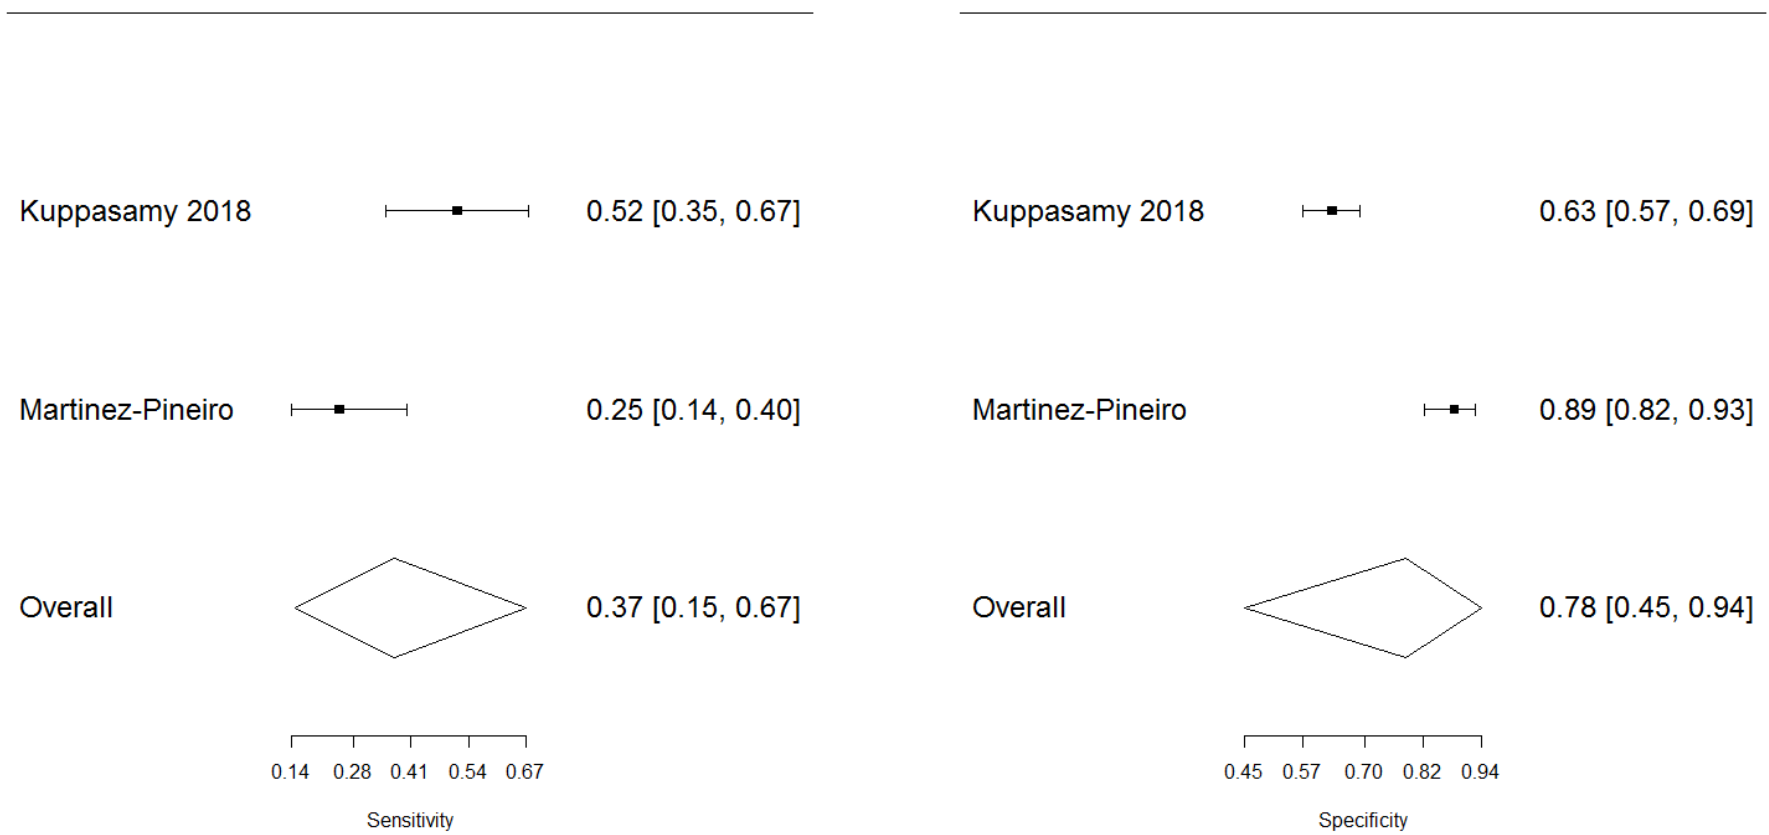 Kuppasamy 2018 0.52 [0.35, 0.67]
Martinez-Pineiro 0.25 [0.14, 0.40]
Overall 0.37 [0.15, 0.67]
0.14 0.28 0.41 0.54 0.67
Sensitivity
Kuppasamy 2018 0.63 [0.57, 0.69]
Martinez-Pineiro 0.89 [0.82, 0.93]
Overall 0.78 [0.45, 0.94]
0.45 0.57 0.70 0.82 0.94
Specificity